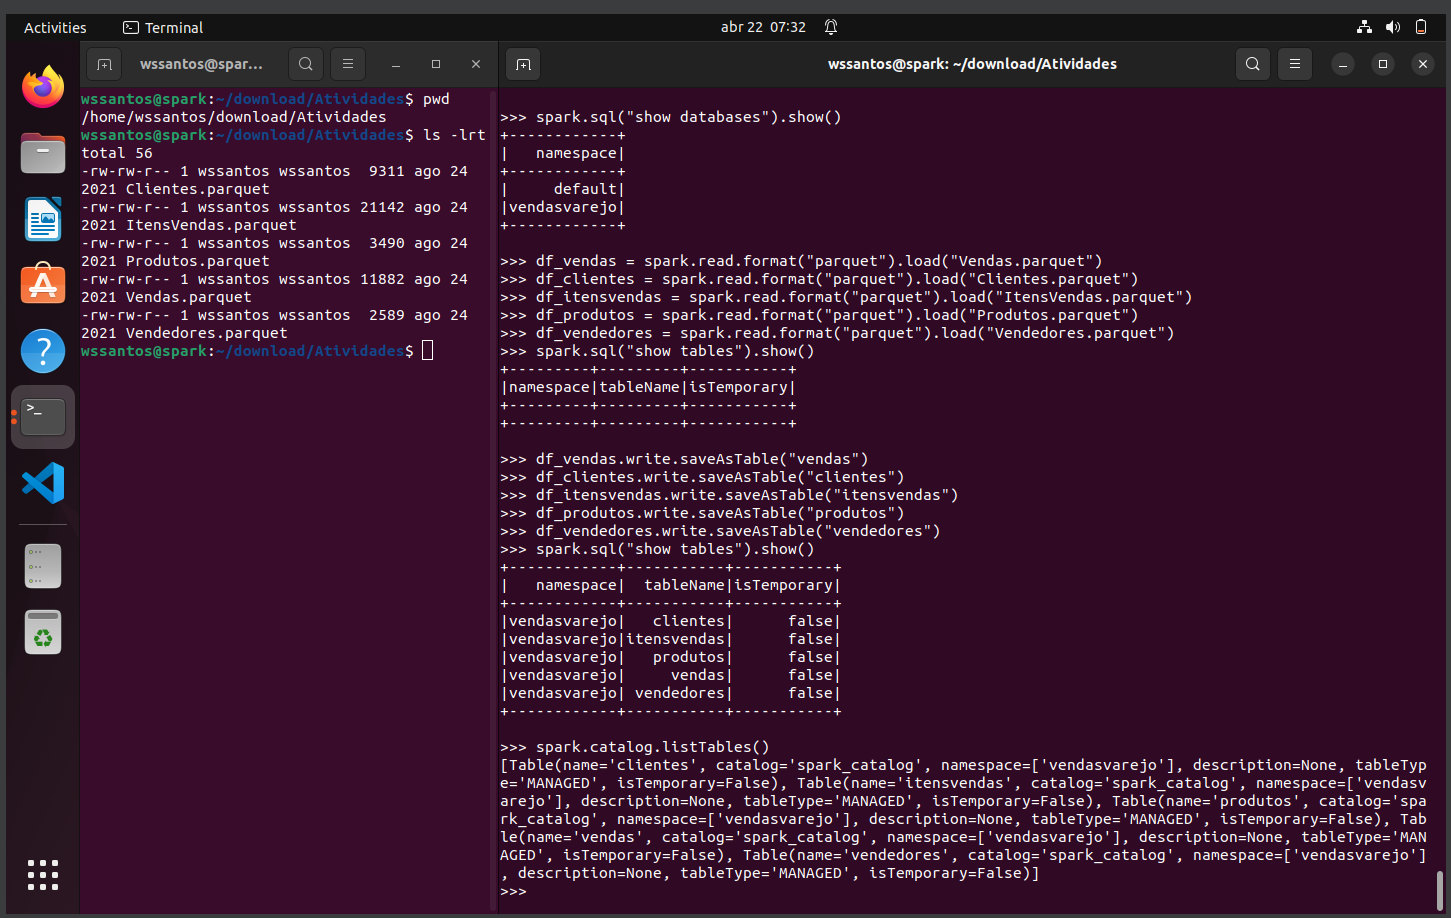 Activities
Terminal
abr 22 07:32
wssantos@spar...
wssantos@spark: ~/download/Atividades
wssantos@spark:~/download/Atividades$ pwd
/home/wssantos/download/Atividades
wssantos@spark:~/download/Atividades$ ls -lrt
total 56
-rw-rw-r-- 1 wssantos wssantos  9311 ago 24
2021 Clientes.parquet
-rw-rw-r-- 1 wssantos wssantos 21142 ago 24
2021 ItensVendas.parquet
-rw-rw-r-- 1 wssantos wssantos  3490 ago 24
2021 Produtos.parquet
-rw-rw-r-- 1 wssantos wssantos 11882 ago 24
2021 Vendas.parquet
-rw-rw-r-- 1 wssantos wssantos  2589 ago 24
2021 Vendedores.parquet
wssantos@spark:~/download/Atividades$
>>> spark.sql("show databases").show()
+------------+
|   namespace|
+------------+
|     default|
|vendasvarejo|
+------------+
>>> df_vendas = spark.read.format("parquet").load("Vendas.parquet")
>>> df_clientes = spark.read.format("parquet").load("Clientes.parquet")
>>> df_itensvendas = spark.read.format("parquet").load("ItensVendas.parquet")
>>> df_produtos = spark.read.format("parquet").load("Produtos.parquet")
>>> df_vendedores = spark.read.format("parquet").load("Vendedores.parquet")
>>> spark.sql("show tables").show()
+---------+---------+-----------+
|namespace|tableName|isTemporary|
+---------+---------+-----------+
+---------+---------+-----------+
>>> df_vendas.write.saveAsTable("vendas")
>>> df_clientes.write.saveAsTable("clientes")
>>> df_itensvendas.write.saveAsTable("itensvendas")
>>> df_produtos.write.saveAsTable("produtos")
>>> df_vendedores.write.saveAsTable("vendedores")
>>> spark.sql("show tables").show()
+------------+-----------+-----------+
|   namespace|  tableName|isTemporary|
+------------+-----------+-----------+
|vendasvarejo|   clientes|      false|
|vendasvarejo|itensvendas|      false|
|vendasvarejo|   produtos|      false|
|vendasvarejo|     vendas|      false|
|vendasvarejo| vendedores|      false|
+------------+-----------+-----------+
>>> spark.catalog.listTables()
[Table(name='clientes', catalog='spark_catalog', namespace=['vendasvarejo'], description=None, tableTyp
e='MANAGED', isTemporary=False), Table(name='itensvendas', catalog='spark_catalog', namespace=['vendasv
arejo'], description=None, tableType='MANAGED', isTemporary=False), Table(name='produtos', catalog='spa
rk_catalog', namespace=['vendasvarejo'], description=None, tableType='MANAGED', isTemporary=False), Tab
le(name='vendas', catalog='spark_catalog', namespace=['vendasvarejo'], description=None, tableType='MAN
AGED', isTemporary=False), Table(name='vendedores', catalog='spark_catalog', namespace=['vendasvarejo']
, description=None, tableType='MANAGED', isTemporary=False)]
>>>